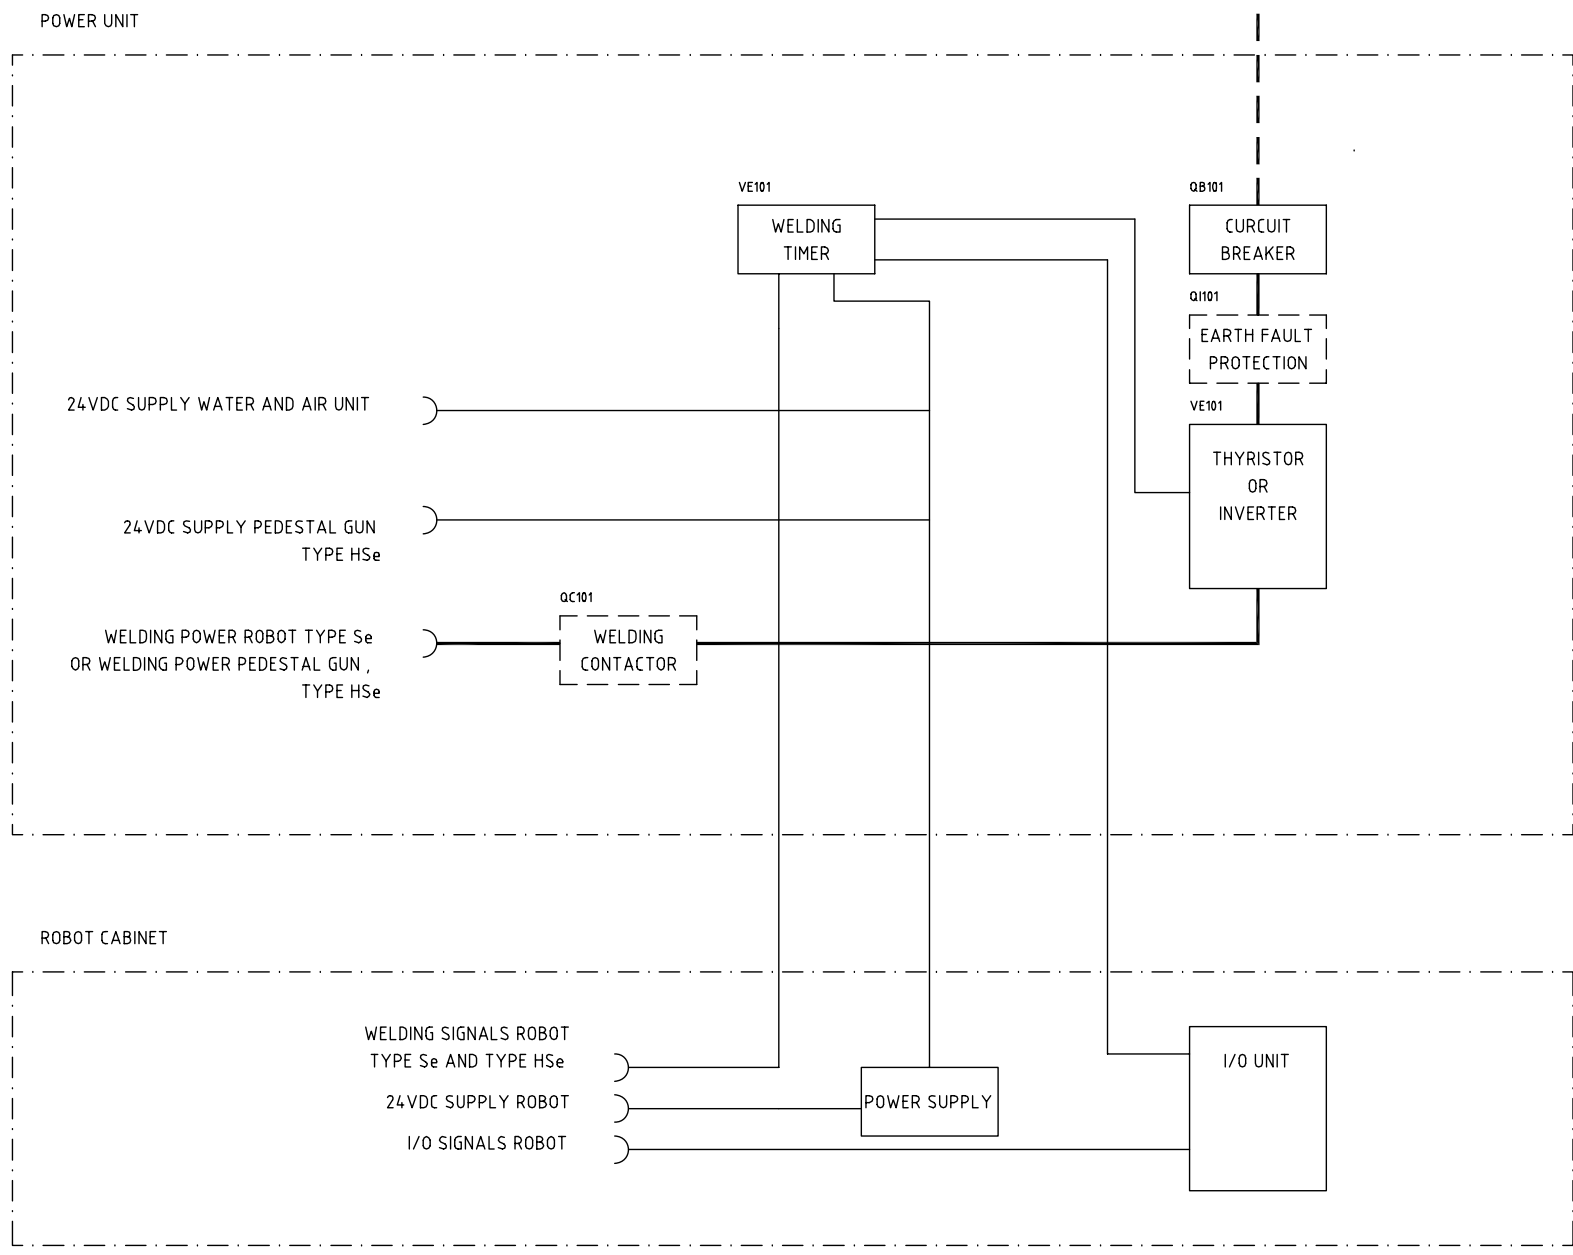 POWER UNIT
VE101
QB101
WELDING
TIMER
CURCUIT
BREAKER
QI101
EARTH FAULT
PROTECTION
VE101
24VDC SUPPLY WATER AND AIR UNIT
THYRISTOR
OR
INVERTER
24VDC SUPPLY PEDESTAL GUN
TYPE HSe
QC101
WELDING POWER ROBOT TYPE Se
OR WELDING POWER PEDESTAL GUN ,
TYPE HSe
WELDING
CONTACTOR
ROBOT CABINET
WELDING SIGNALS ROBOT
TYPE Se AND TYPE HSe
I/O UNIT
24VDC SUPPLY ROBOT
POWER SUPPLY
I/O SIGNALS ROBOT